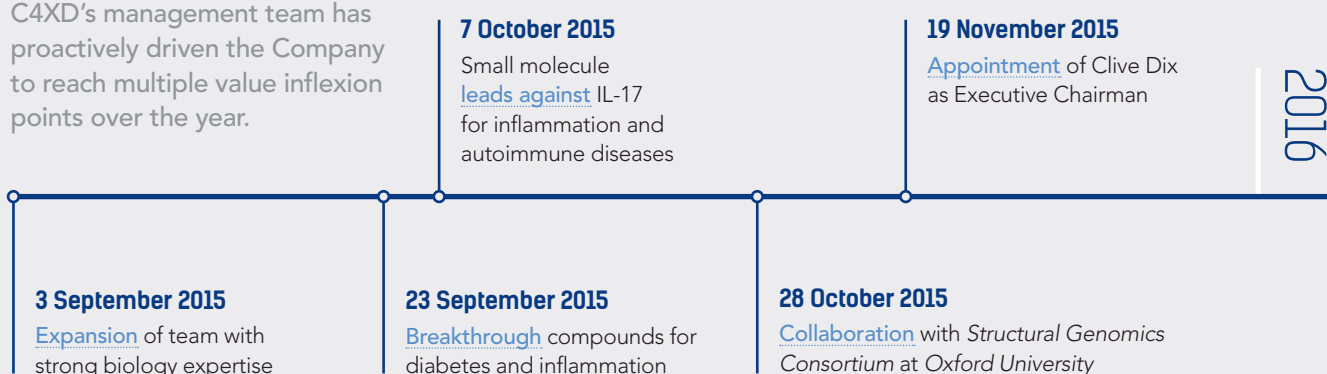 C4XD's management team has
proactively driven the Company
to reach multiple value inflexion
points over the year.
7 October 2015
Small molecule
leads against IL-17
for inflammation and
autoimmune diseases
19 November 2015
Appointment of Clive Dix
as Executive Chairman
2016
3 September 2015
Expansion of team with
strong biology expertise
23 September 2015
Breakthrough compounds for
diabetes and inflammation
28 October 2015
Collaboration with Structural Genomics
Consortium at Oxford University